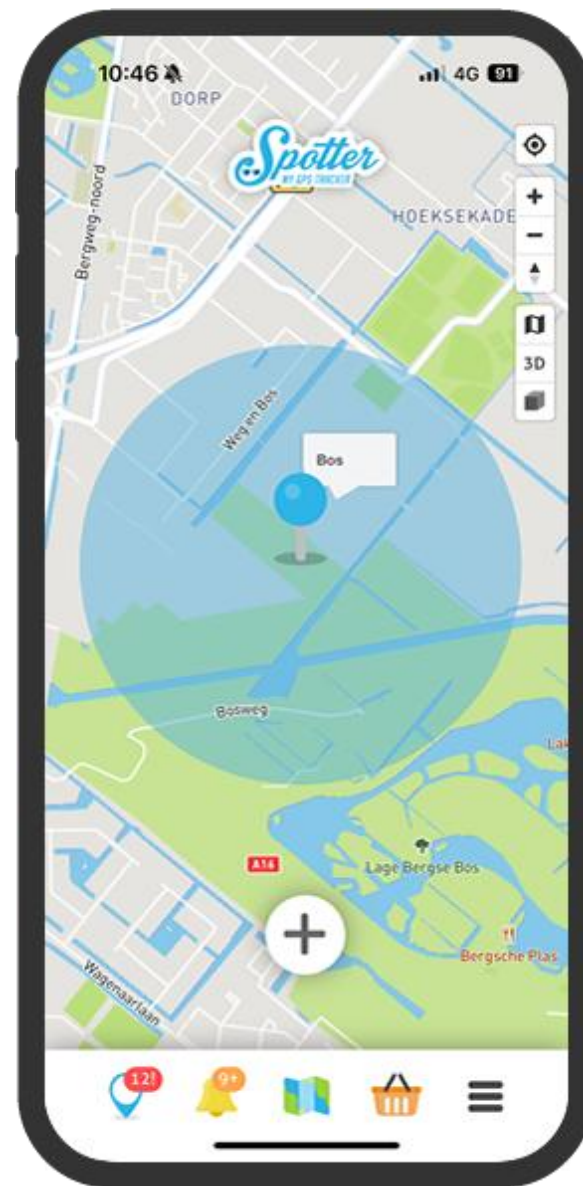 10:46
4G 91
DORP
Spotter
MY GPS TRACKER
Bergweg-noord
HOEKSEKADE
3D
Weg en Bos
Bos
Bosweg
A16
Lage Bergse Bos
Bergsche Plas
Wagenaarlaan
12!
9+